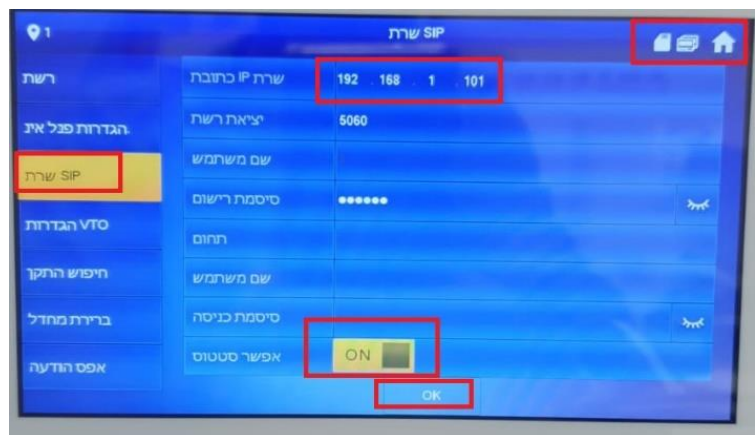 1
שרת SIP
רשת
הגדרות פנל אינ
שרת SIP
הגדרות VTO
חיפוש התקן
ברירת מחדל
אפס הודעה
שרת IP כתובת 192 . 168 . 1 . 101
יציאת רשת 5060
שם משתמש
סיסמת רישום ••••••
תחום
שם משתמש
סיסמת כניסה
אפשר סטטוס ON
OK